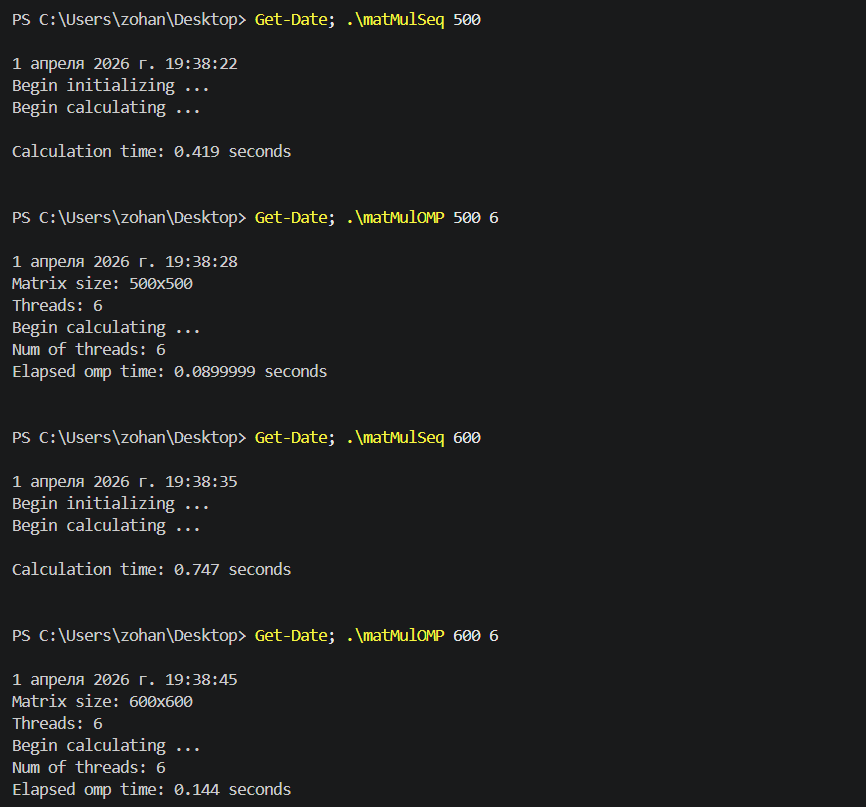 PS C:\Users\zohan\Desktop> Get-Date; .\matMulSeq 500
1 апреля 2026 г. 19:38:22
Begin initializing ...
Begin calculating ...
Calculation time: 0.419 seconds
PS C:\Users\zohan\Desktop> Get-Date; .\matMulOMP 500 6
1 апреля 2026 г. 19:38:28
Matrix size: 500x500
Threads: 6
Begin calculating ...
Num of threads: 6
Elapsed omp time: 0.0899999 seconds
PS C:\Users\zohan\Desktop> Get-Date; .\matMulSeq 600
1 апреля 2026 г. 19:38:35
Begin initializing ...
Begin calculating ...
Calculation time: 0.747 seconds
PS C:\Users\zohan\Desktop> Get-Date; .\matMulOMP 600 6
1 апреля 2026 г. 19:38:45
Matrix size: 600x600
Threads: 6
Begin calculating ...
Num of threads: 6
Elapsed omp time: 0.144 seconds